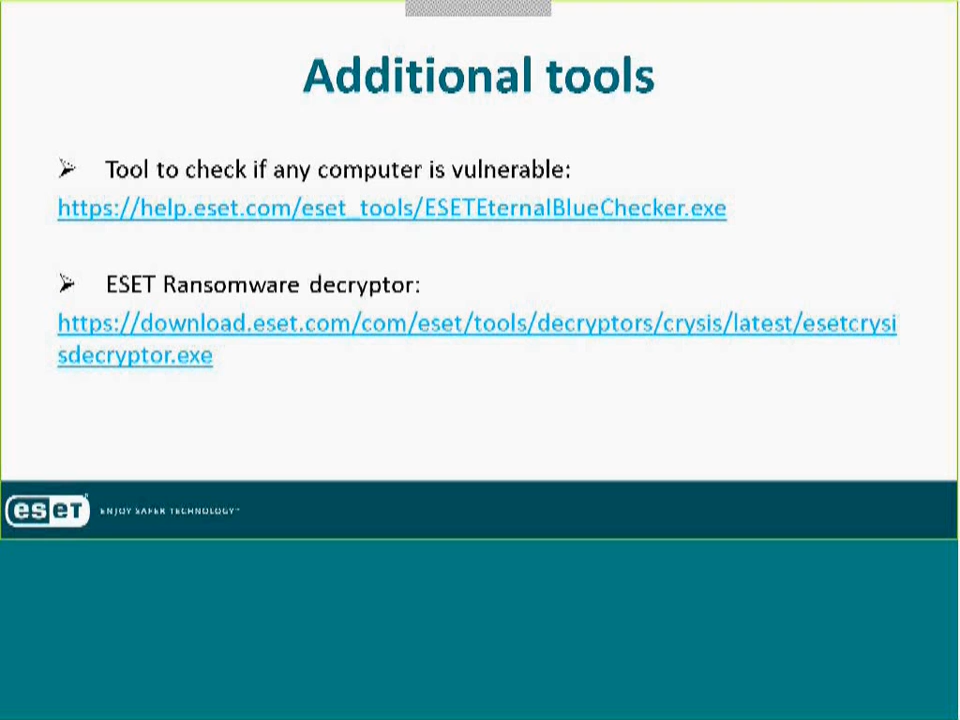 Additional tools
Tool to check if any computer is vulnerable:
https://help.eset.com/eset_tools/ESETEternalBlueChecker.exe
ESET Ransomware decryptor:
https://download.eset.com/com/eset/tools/decryptors/crysis/latest/esetcrysi
sdecryptor.exe
eset ENJOY SAFER TECHNOLOGY™